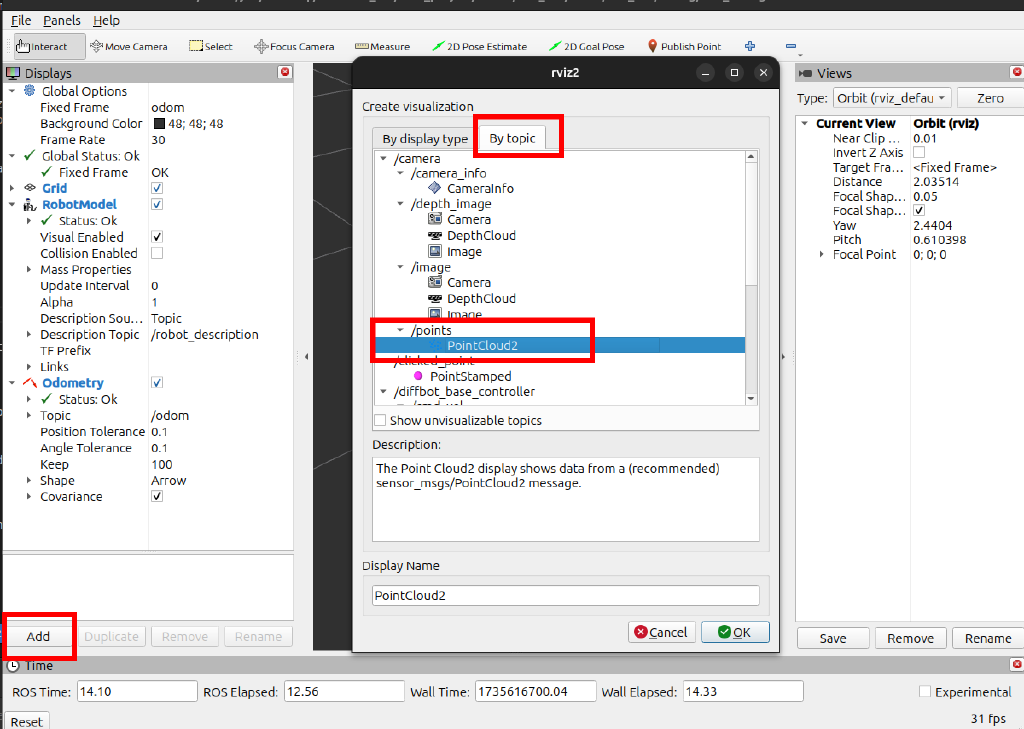 File Panels Help
Interact Move Camera Select Focus Camera Measure 2D Pose Estimate 2D Goal Pose Publish Point
Displays
Global Options
Fixed Frame odom
Background Color 48; 48; 48
Frame Rate 30
Global Status: Ok
Fixed Frame OK
Grid
RobotModel
Status: Ok
Visual Enabled
Collision Enabled
Mass Properties
Update Interval 0
Alpha 1
Description Sou... Topic
Description Topic /robot_description
TF Prefix
Links
Odometry
Status: Ok
Topic /odom
Position Tolerance 0.1
Angle Tolerance 0.1
Keep 100
Shape Arrow
Covariance
Add Duplicate Remove Rename
rviz2
Create visualization
By display type By topic
/camera
/camera_info
CameraInfo
/depth_image
Camera
DepthCloud
Image
/image
Camera
DepthCloud
Image
/points
PointCloud2
/clicked_point
PointStamped
/diffbot_base_controller
/cmd_vel
Show unvisualizable topics
Description:
The Point Cloud2 display shows data from a (recommended)
sensor_msgs/PointCloud2 message.
Display Name
PointCloud2
Cancel OK
Views
Type: Orbit (rviz_defau Zero
Current View Orbit (rviz)
Near Clip ... 0.01
Invert Z Axis
Target Fra... <Fixed Frame>
Distance 2.03514
Focal Shap... 0.05
Focal Shap...
Yaw 2.4404
Pitch 0.610398
Focal Point 0; 0; 0
Save Remove Rename
Time
ROS Time: 14.10 ROS Elapsed: 12.56 Wall Time: 1735616700.04 Wall Elapsed: 14.33 Experimental
Reset 31 fps